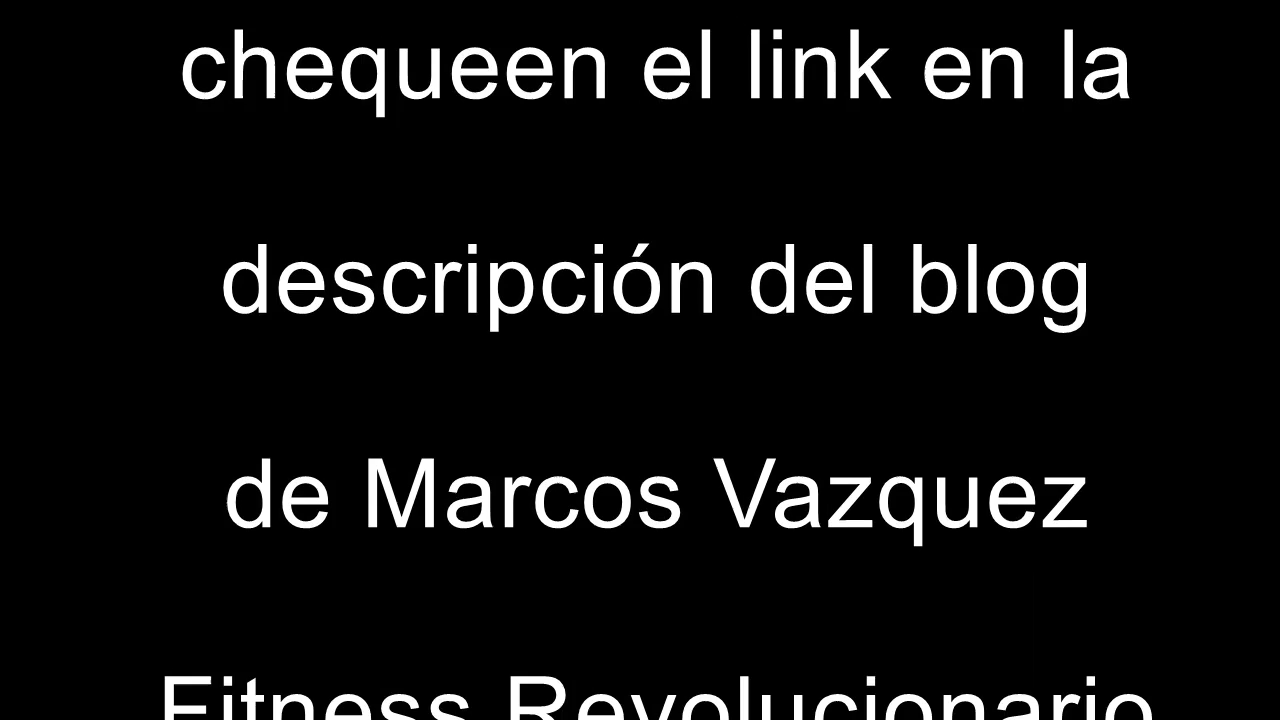 chequeen el link en la
descripción del blog
de Marcos Vazquez
Fitness Revolucionario